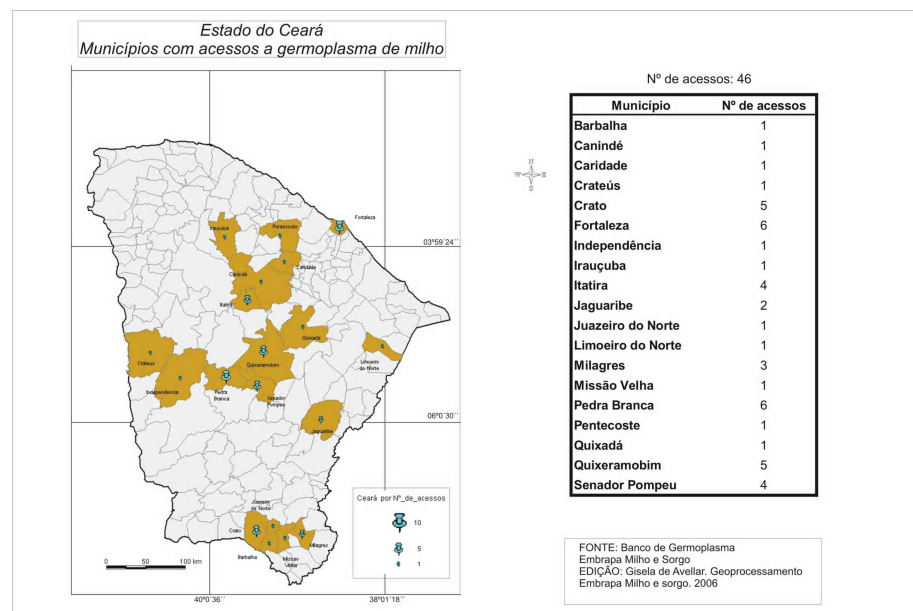 Estado do Ceará
Municípios com acessos a germoplasma de milho
Fortaleza
Irauçuba
Pentecoste
03°59´24´´
Canindé
Caridade
Itatira
Quixadá
Crateús
Quixeramobim
Limoeiro
do Norte
Independência
Pedra
Branca
Senador
Pompeu
06°0´30´´
Jaguaribe
Juazeiro
do Norte
Crato
Milagres
Barbalha
Missão
Velha
Ceará por Nº_de_acessos
10
5
1
0 50 100 km
40°0´36´´
38°01´18´´
N
W E
S
Nº de acessos: 46
Município Nº de acessos
Barbalha 1
Canindé 1
Caridade 1
Crateús 1
Crato 5
Fortaleza 6
Independência 1
Irauçuba 1
Itatira 4
Jaguaribe 2
Juazeiro do Norte 1
Limoeiro do Norte 1
Milagres 3
Missão Velha 1
Pedra Branca 6
Pentecoste 1
Quixadá 1
Quixeramobim 5
Senador Pompeu 4
FONTE: Banco de Germoplasma
Embrapa Milho e Sorgo
EDIÇÃO: Gisela de Avellar. Geoprocessamento
Embrapa Milho e sorgo. 2006